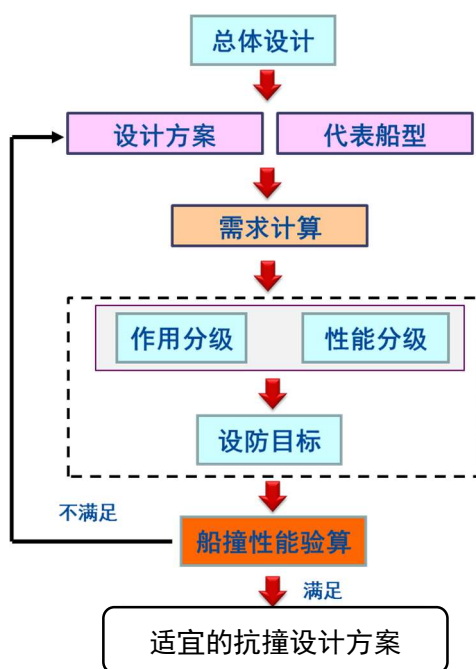 总体设计
设计方案
代表船型
需求计算
作用分级
性能分级
设防目标
不满足
船撞性能验算
满足
适宜的抗撞设计方案